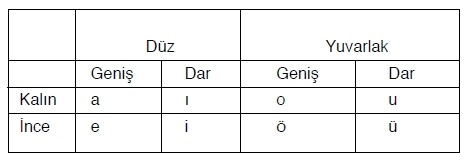 Düz Yuvarlak
Geniş Dar Geniş Dar
Kalın a ı o u
İnce e i ö ü